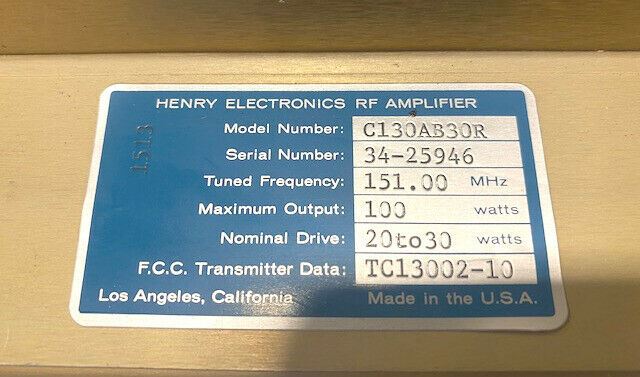 HENRY ELECTRONICS RF AMPLIFIER
1513
Model Number: C130AB30R
Serial Number: 34-25946
Tuned Frequency: 151.00 MHz
Maximum Output: 100 watts
Nominal Drive: 20to30 watts
F.C.C. Transmitter Data: TC13002-10
Los Angeles, California Made in the U.S.A.